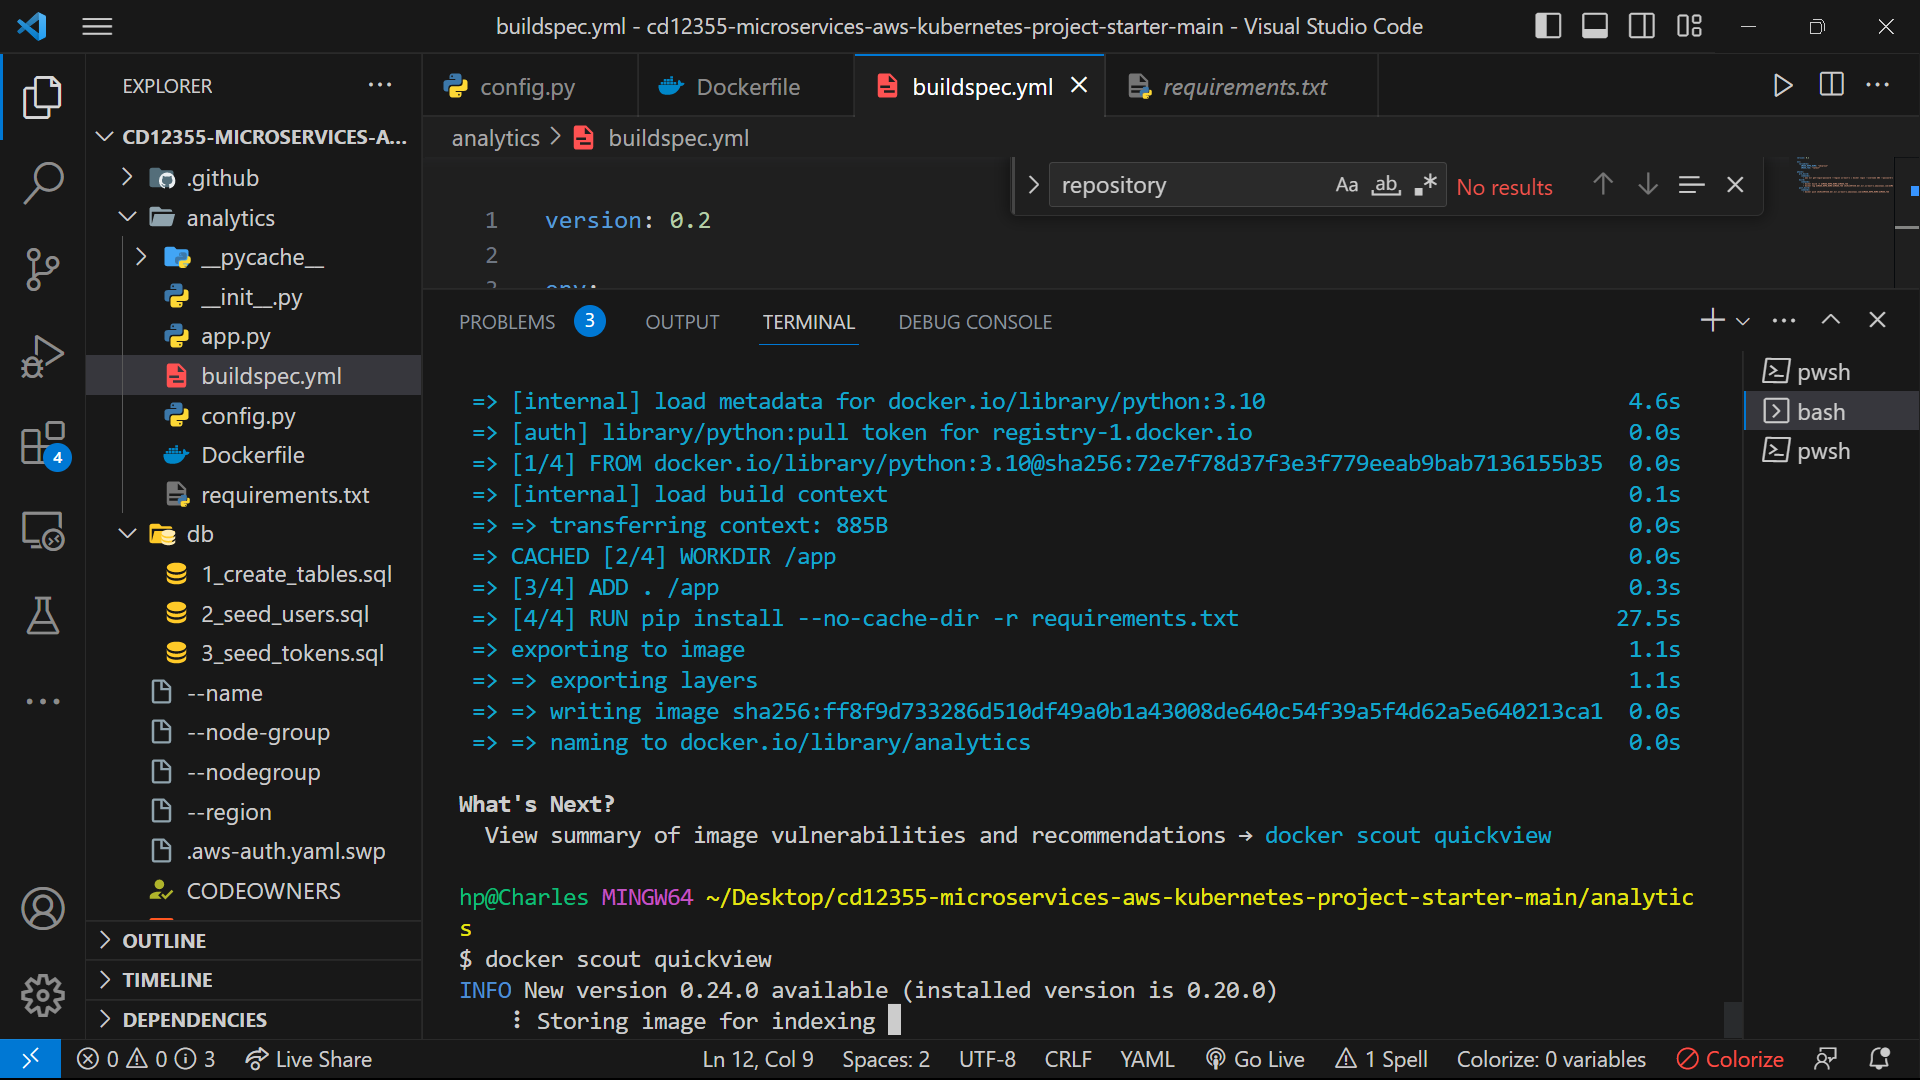 buildspec.yml - cd12355-microservices-aws-kubernetes-project-starter-main - Visual Studio Code
EXPLORER
CD12355-MICROSERVICES-A...
.github
analytics
__pycache__
__init__.py
app.py
buildspec.yml
config.py
Dockerfile
requirements.txt
db
1_create_tables.sql
2_seed_users.sql
3_seed_tokens.sql
--name
--node-group
--nodegroup
--region
.aws-auth.yaml.swp
CODEOWNERS
OUTLINE
TIMELINE
DEPENDENCIES
4
config.py
Dockerfile
buildspec.yml
requirements.txt
analytics > buildspec.yml
repository
Aa ab .*
No results
1 version: 0.2
2
3 env:
PROBLEMS 3 OUTPUT TERMINAL DEBUG CONSOLE
=> [internal] load metadata for docker.io/library/python:3.10 4.6s
=> [auth] library/python:pull token for registry-1.docker.io 0.0s
=> [1/4] FROM docker.io/library/python:3.10@sha256:72e7f78d37f3e3f779eeab9bab7136155b35 0.0s
=> [internal] load build context 0.1s
=> => transferring context: 885B 0.0s
=> CACHED [2/4] WORKDIR /app 0.0s
=> [3/4] ADD . /app 0.3s
=> [4/4] RUN pip install --no-cache-dir -r requirements.txt 27.5s
=> exporting to image 1.1s
=> => exporting layers 1.1s
=> => writing image sha256:ff8f9d733286d510df49a0b1a43008de640c54f39a5f4d62a5e640213ca1 0.0s
=> => naming to docker.io/library/analytics 0.0s
What's Next?
View summary of image vulnerabilities and recommendations → docker scout quickview
hp@Charles MINGW64 ~/Desktop/cd12355-microservices-aws-kubernetes-project-starter-main/analytic
s
$ docker scout quickview
INFO New version 0.24.0 available (installed version is 0.20.0)
⠸ Storing image for indexing
pwsh
bash
pwsh
0 0 3 Live Share Ln 12, Col 9 Spaces: 2 UTF-8 CRLF YAML Go Live 1 Spell Colorize: 0 variables Colorize